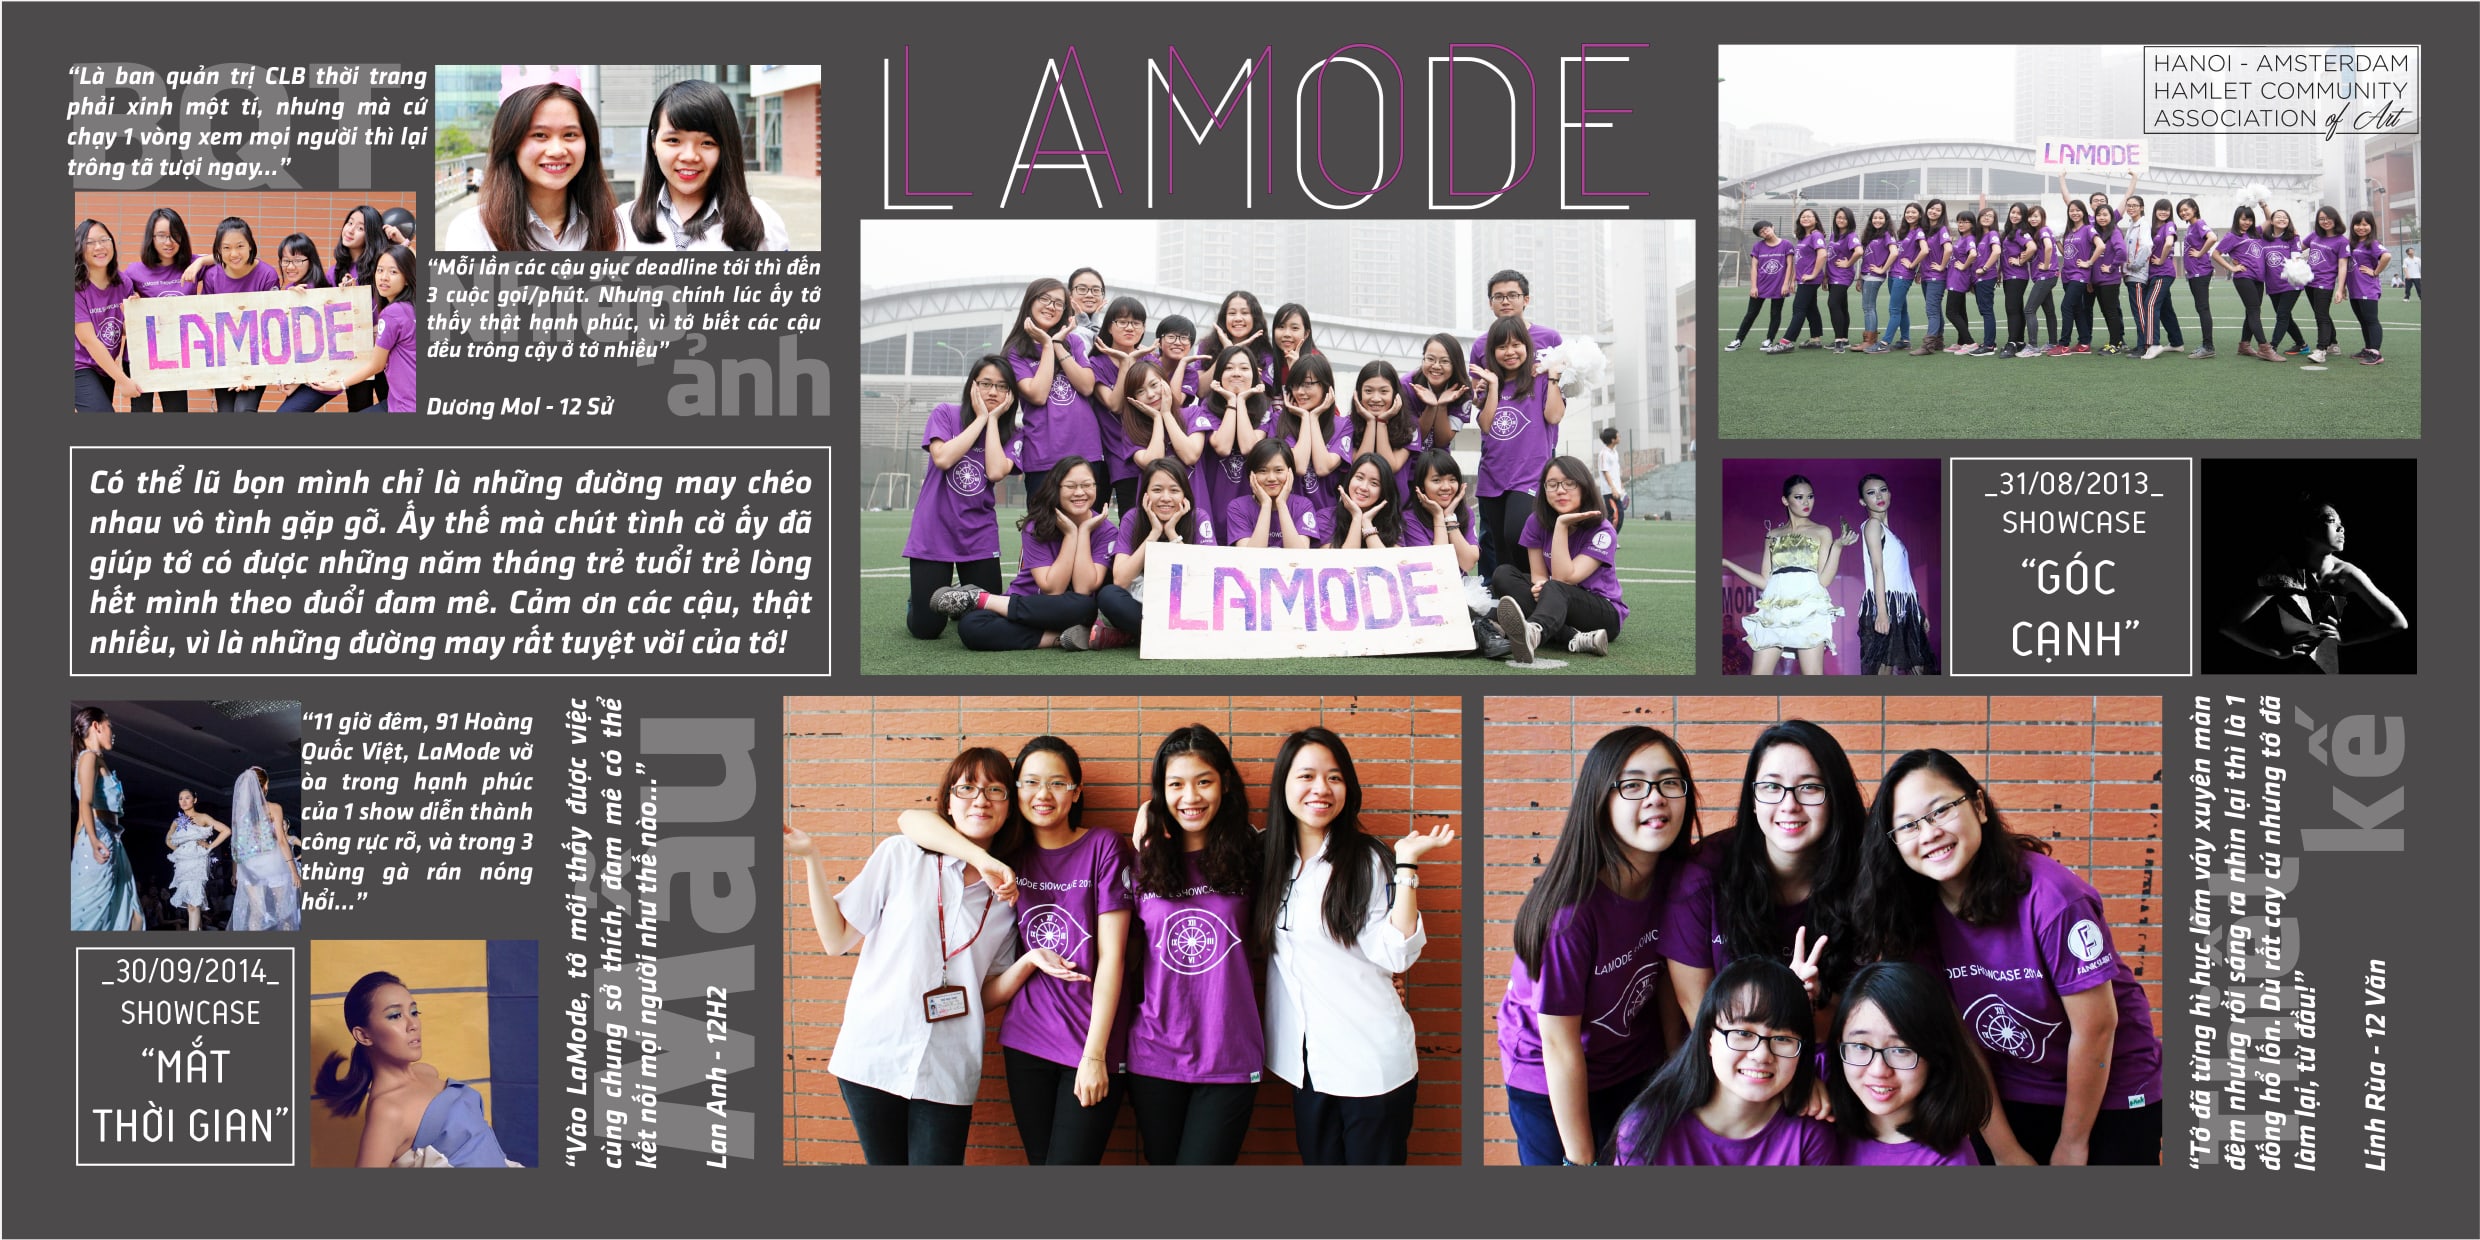 BQT
“Là ban quản trị CLB thời trang
phải xinh một tí, nhưng mà cứ
chạy 1 vòng xem mọi người thì lại
trông tã tượi ngay...”
LAMODE
Nhiếp
ảnh
“Mỗi lần các cậu giục deadline tới thì đến
3 cuộc gọi/phút. Nhưng chính lúc ấy tớ
thấy thật hạnh phúc, vì tớ biết các cậu
đều trông cậy ở tớ nhiều”
Dương Mol - 12 Sử
LAMODE
LAMODE
HANOI - AMSTERDAM
HAMLET COMMUNITY
ASSOCIATION of Art
LAMODE
Có thể lũ bọn mình chỉ là những đường may chéo
nhau vô tình gặp gỡ. Ấy thế mà chút tình cờ ấy đã
giúp tớ có được những năm tháng trẻ tuổi trẻ lòng
hết mình theo đuổi đam mê. Cảm ơn các cậu, thật
nhiều, vì là những đường may rất tuyệt vời của tớ!
_31/08/2013_
SHOWCASE
“GÓC
CẠNH”
“11 giờ đêm, 91 Hoàng
Quốc Việt, LaMode vỡ
òa trong hạnh phúc
của 1 show diễn thành
công rực rỡ, và trong 3
thùng gà rán nóng
hổi...”
_30/09/2014_
SHOWCASE
“MẮT
THỜI GIAN”
Mẫu
“Vào LaMode, tớ mới thấy được việc
cùng chung sở thích, đam mê có thể
kết nối mọi người như thế nào...”
Lan Anh - 12H2
LAMODE SHOWCASE 2014
Thiết
kế
“Tớ đã từng hì hục làm váy xuyên màn
đêm nhưng rồi sáng ra nhìn lại thì là 1
đống hổ lốn. Dù rất cay cú nhưng tớ đã
làm lại, từ đầu!”
Linh Rùa - 12 Văn